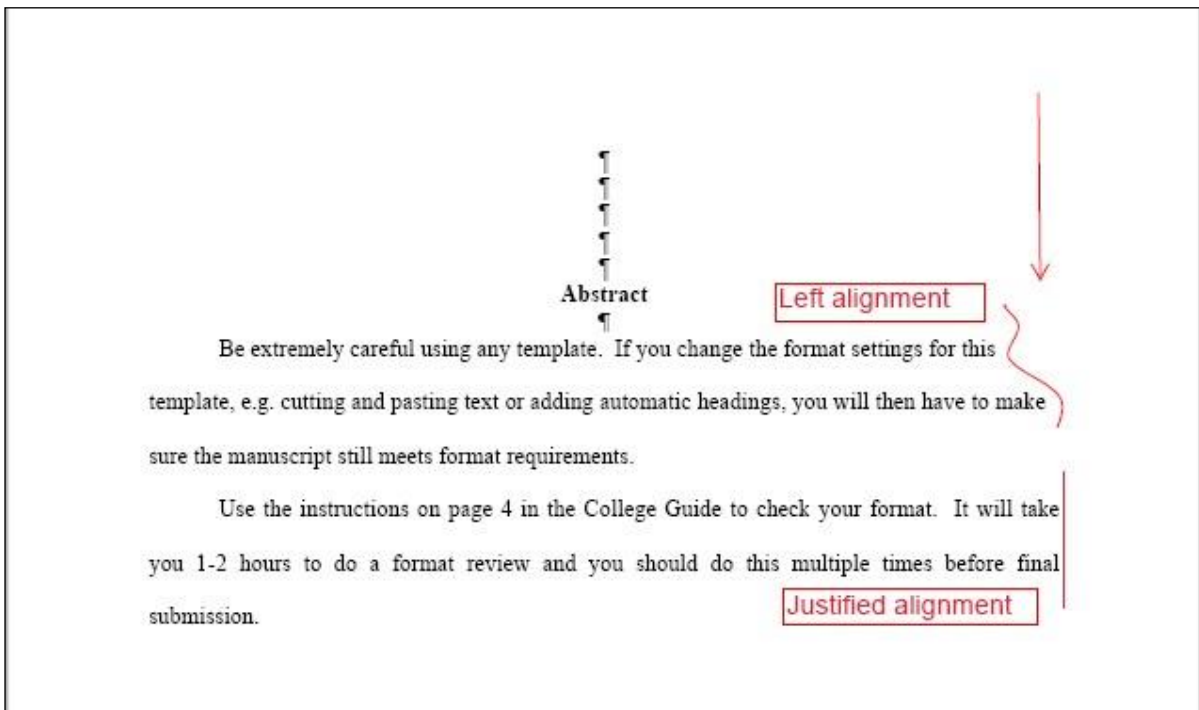 ¶
¶
¶
¶
¶
Abstract
Left alignment
¶
Be extremely careful using any template.  If you change the format settings for this
template, e.g. cutting and pasting text or adding automatic headings, you will then have to make
sure the manuscript still meets format requirements.
Use the instructions on page 4 in the College Guide to check your format.  It will take
you 1-2 hours to do a format review and you should do this multiple times before final
submission.
Justified alignment